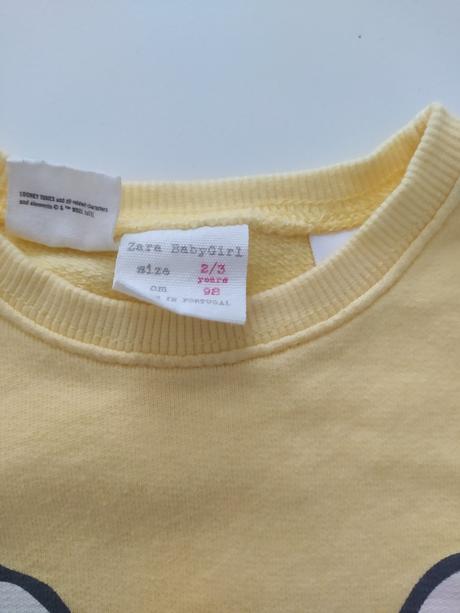 LOONEY TUNES and all related characters
and elements © & ™ WBEI
Zara BabyGirl
size 2/3
years
cm 98
IN PORTUGAL